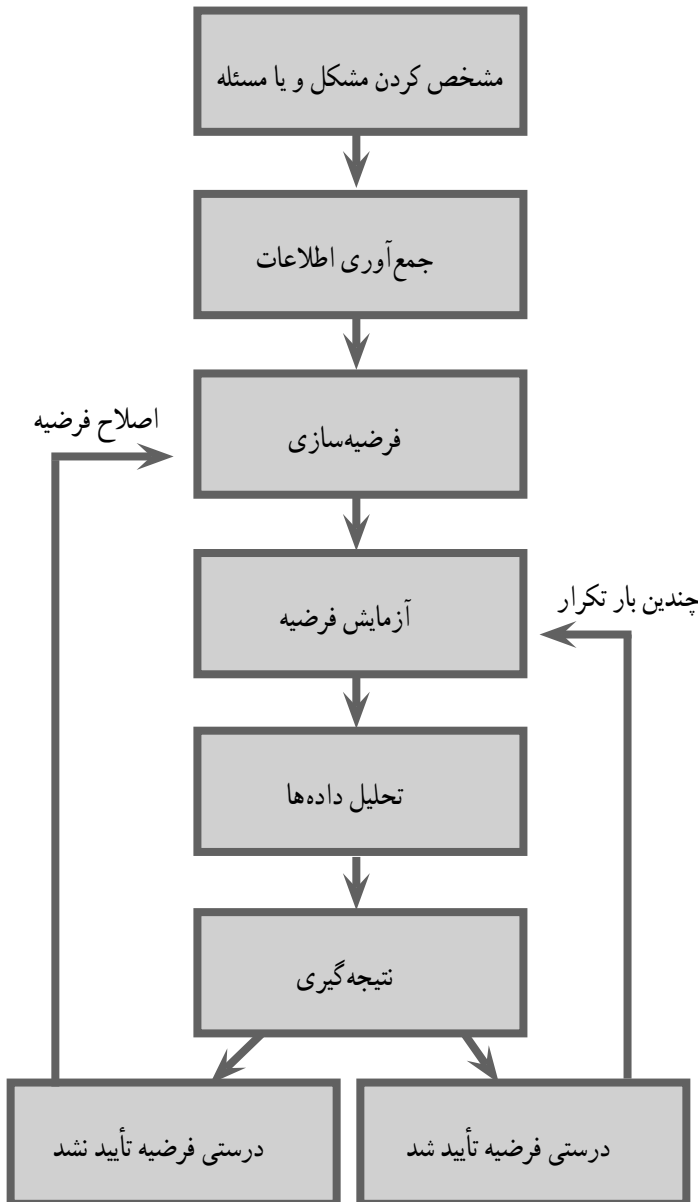 مشخص کردن مشکل و یا مسئله
جمع‌آوری اطلاعات
اصلاح فرضیه
فرضیه‌سازی
چندین بار تکرار
آزمایش فرضیه
تحلیل داده‌ها
نتیجه‌گیری
درستی فرضیه تأیید شد
درستی فرضیه تأیید نشد